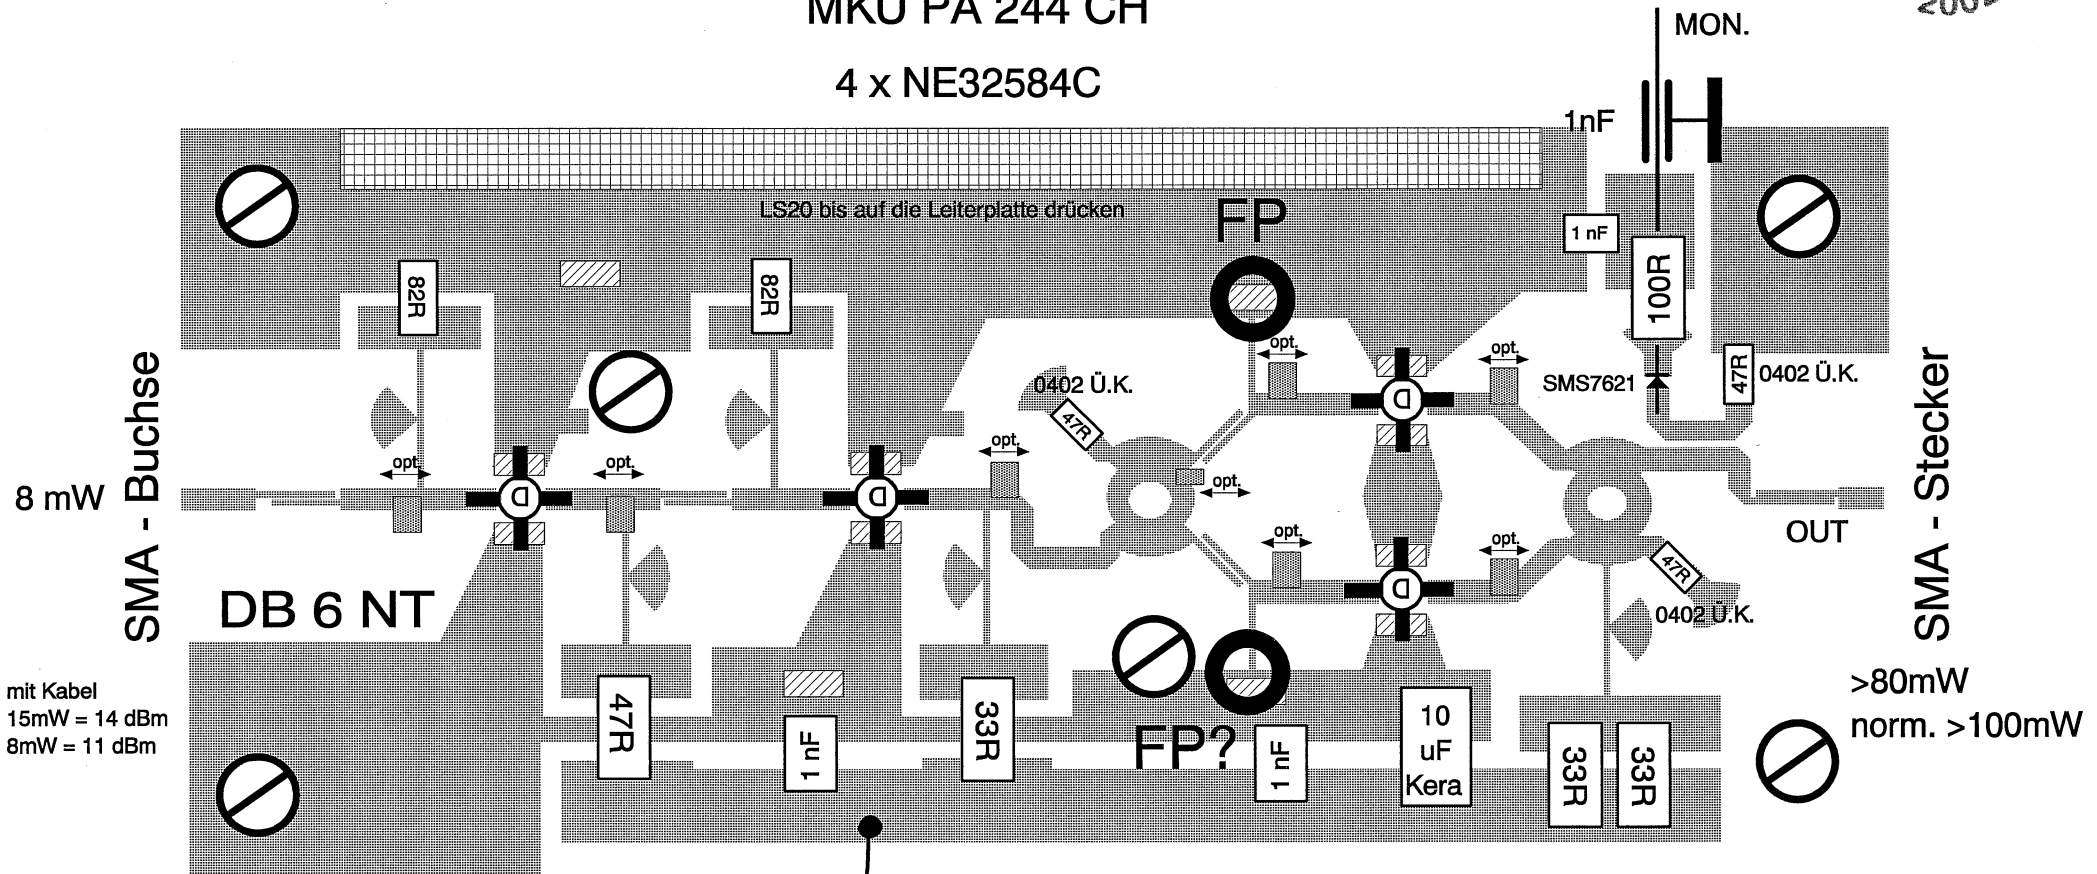 MKU PA 244 CH
4 x NE32584C
MON.
1nF
LS20 bis auf die Leiterplatte drücken
FP
1 nF
100R
82R
82R
opt.
opt.
SMS7621
47R
0402 Ü.K.
0402 Ü.K.
47R
opt.
opt.
opt.
opt.
8 mW
SMA - Buchse
D
D
D
D
OUT
SMA - Stecker
opt.
opt.
47R
0402 Ü.K.
DB 6 NT
mit Kabel
15mW = 14 dBm
8mW = 11 dBm
47R
1 nF
33R
FP?
1 nF
10
uF
Kera
33R
33R
>80mW
norm. >100mW